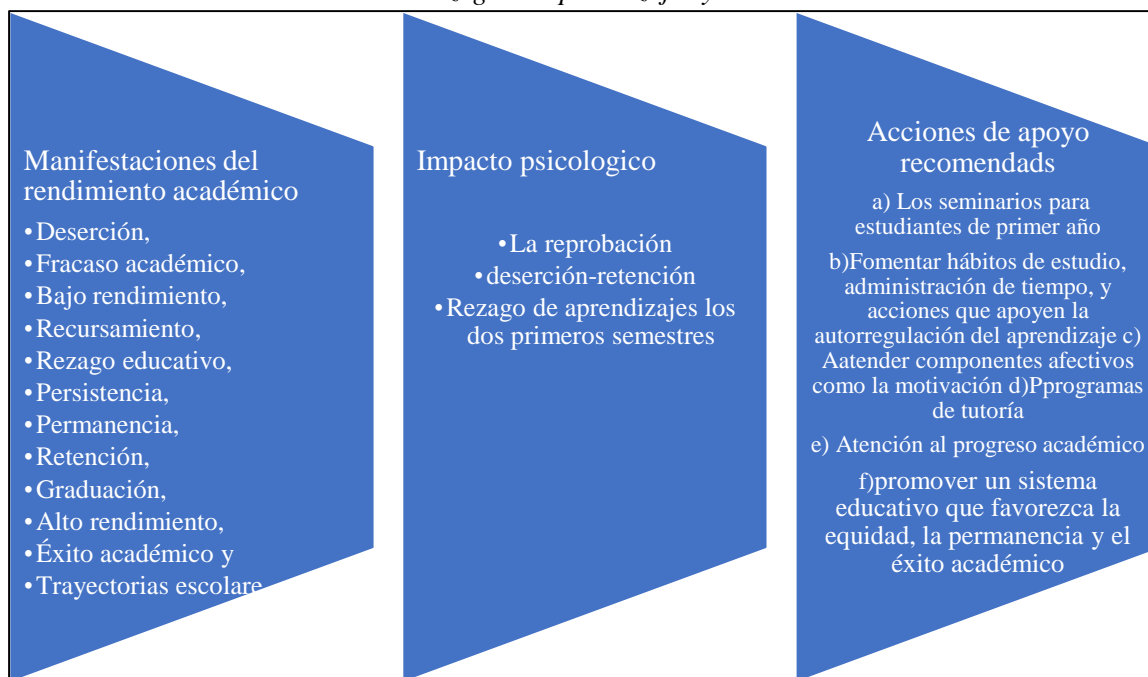 Manifestaciones del
rendimiento académico
•Deserción,
•Fracaso académico,
•Bajo rendimiento,
•Recursamiento,
•Rezago educativo,
•Persistencia,
•Permanencia,
•Retención,
•Graduación,
•Alto rendimiento,
•Éxito académico y
•Trayectorias escolare
Impacto psicologico
•La reprobación
•deserción-retención
•Rezago de aprendizajes los
dos primeros semestres
Acciones de apoyo
recomendads
a) Los seminarios para
estudiantes de primer año
b)Fomentar hábitos de estudio,
administración de tiempo, y
acciones que apoyen la
autorregulación del aprendizaje c)
Aatender componentes afectivos
como la motivación d)Pprogramas
de tutoría
e) Atención al progreso académico
f)promover un sistema
educativo que favorezca la
equidad, la permanencia y el
éxito académico